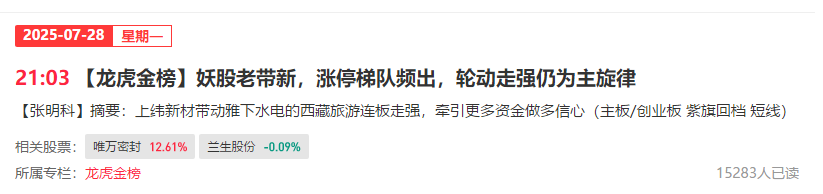 2025-07-28 星期一
21:03 【龙虎金榜】妖股老带新，涨停梯队频出，轮动走强仍为主旋律
【张明科】摘要：上纬新材带动雅下水电的西藏旅游连板走强，牵引更多资金做多信心（主板/创业板 紫旗回档 短线）
相关股票： 唯万密封 12.61% 兰生股份 -0.09%
所属专栏：龙虎金榜 15283人已读